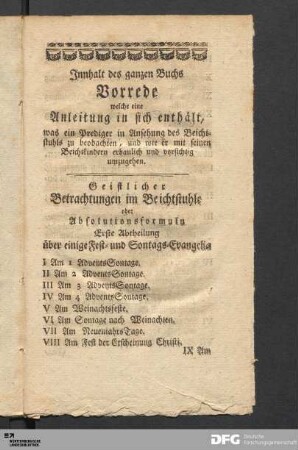 Innhalt des ganzen Buchs
Vorrede
welche eine
Anleitung in sich enthält,
was ein Prediger in Ansehung des Beicht-
stuhls zu beobachten, und wie er mit seinen
Beichtkindern erbaulich und vorsichtig
umzugehen.
Geistlicher
Betrachtungen im Beichtstuhle
oder
Absolutionsformuln
Erste Abtheilung
über einige Fest- und Sontags-Evangelia
I Am 1 Advents Sontage.
II Am 2 Advents Sontage.
III Am 3 Advents Sontage.
IV Am 4 Advents Sontage.
V Am Weinachtsfeste.
VI Am Sontage nach Weinachten.
VII Am Neuenjahrs Tage.
VIII Am Fest der Erscheinung Christi.
IX Am
DFG
Deutsche
Forschungsgemeinschaft